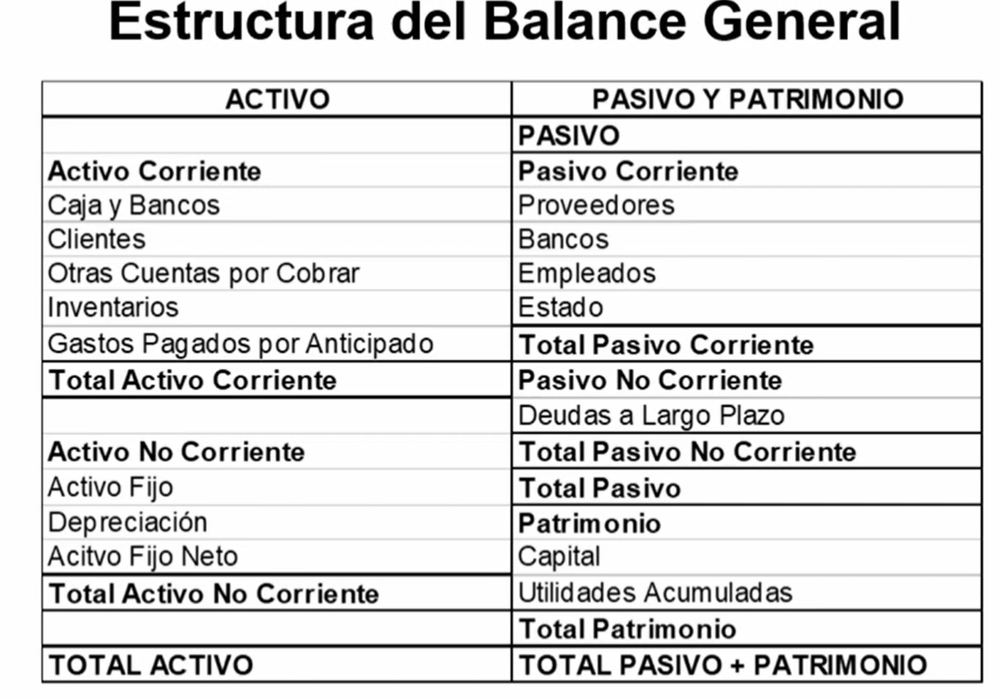 Estructura del Balance General
ACTIVO PASIVO Y PATRIMONIO
PASIVO
Activo Corriente Pasivo Corriente
Caja y Bancos Proveedores
Clientes Bancos
Otras Cuentas por Cobrar Empleados
Inventarios Estado
Gastos Pagados por Anticipado Total Pasivo Corriente
Total Activo Corriente Pasivo No Corriente
Deudas a Largo Plazo
Activo No Corriente Total Pasivo No Corriente
Activo Fijo Total Pasivo
Depreciación Patrimonio
Acitvo Fijo Neto Capital
Total Activo No Corriente Utilidades Acumuladas
Total Patrimonio
TOTAL ACTIVO TOTAL PASIVO + PATRIMONIO